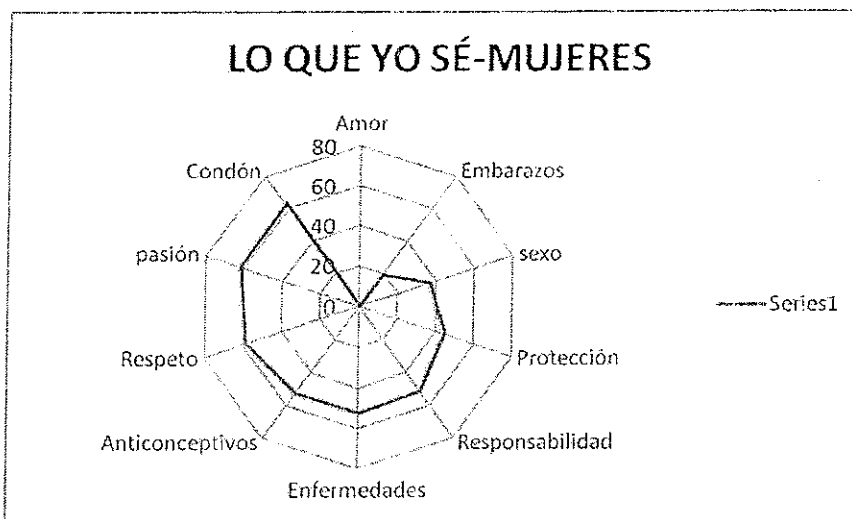 LO QUE YO SÉ-MUJERES
Amor
80
Condón
Embarazos
60
40
pasión
sexo
20
0
Series1
Respeto
Protección
Anticonceptivos
Responsabilidad
Enfermedades